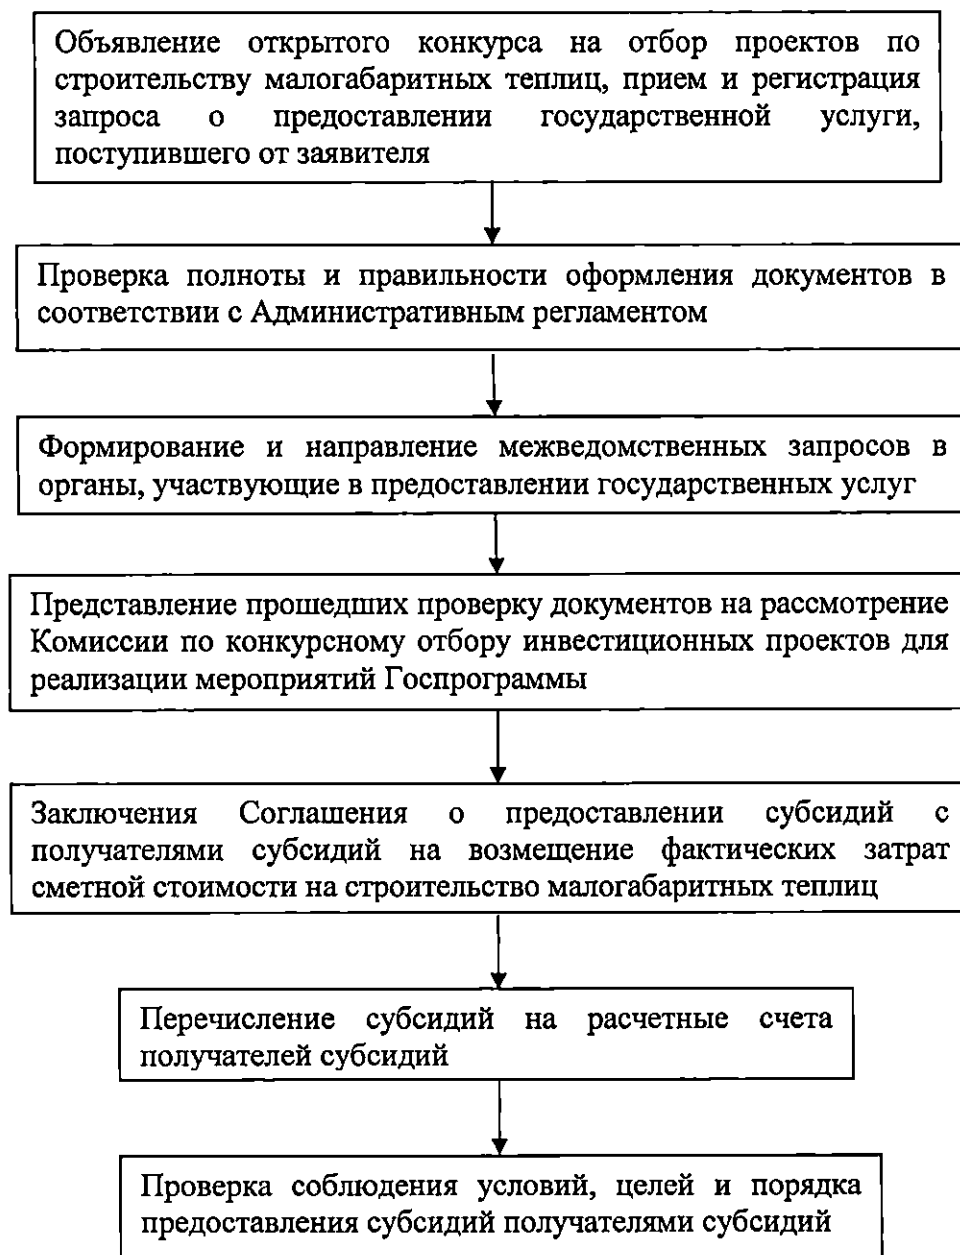 Объявление открытого конкурса на отбор проектов по
строительству малогабаритных теплиц, прием и регистрация
запроса о предоставлении государственной услуги,
поступившего от заявителя
Проверка полноты и правильности оформления документов в
соответствии с Административным регламентом
Формирование и направление межведомственных запросов в
органы, участвующие в предоставлении государственных услуг
Представление прошедших проверку документов на рассмотрение
Комиссии по конкурсному отбору инвестиционных проектов для
реализации мероприятий Госпрограммы
Заключения Соглашения о предоставлении субсидий с
получателями субсидий на возмещение фактических затрат
сметной стоимости на строительство малогабаритных теплиц
Перечисление субсидий на расчетные счета
получателей субсидий
Проверка соблюдения условий, целей и порядка
предоставления субсидий получателями субсидий